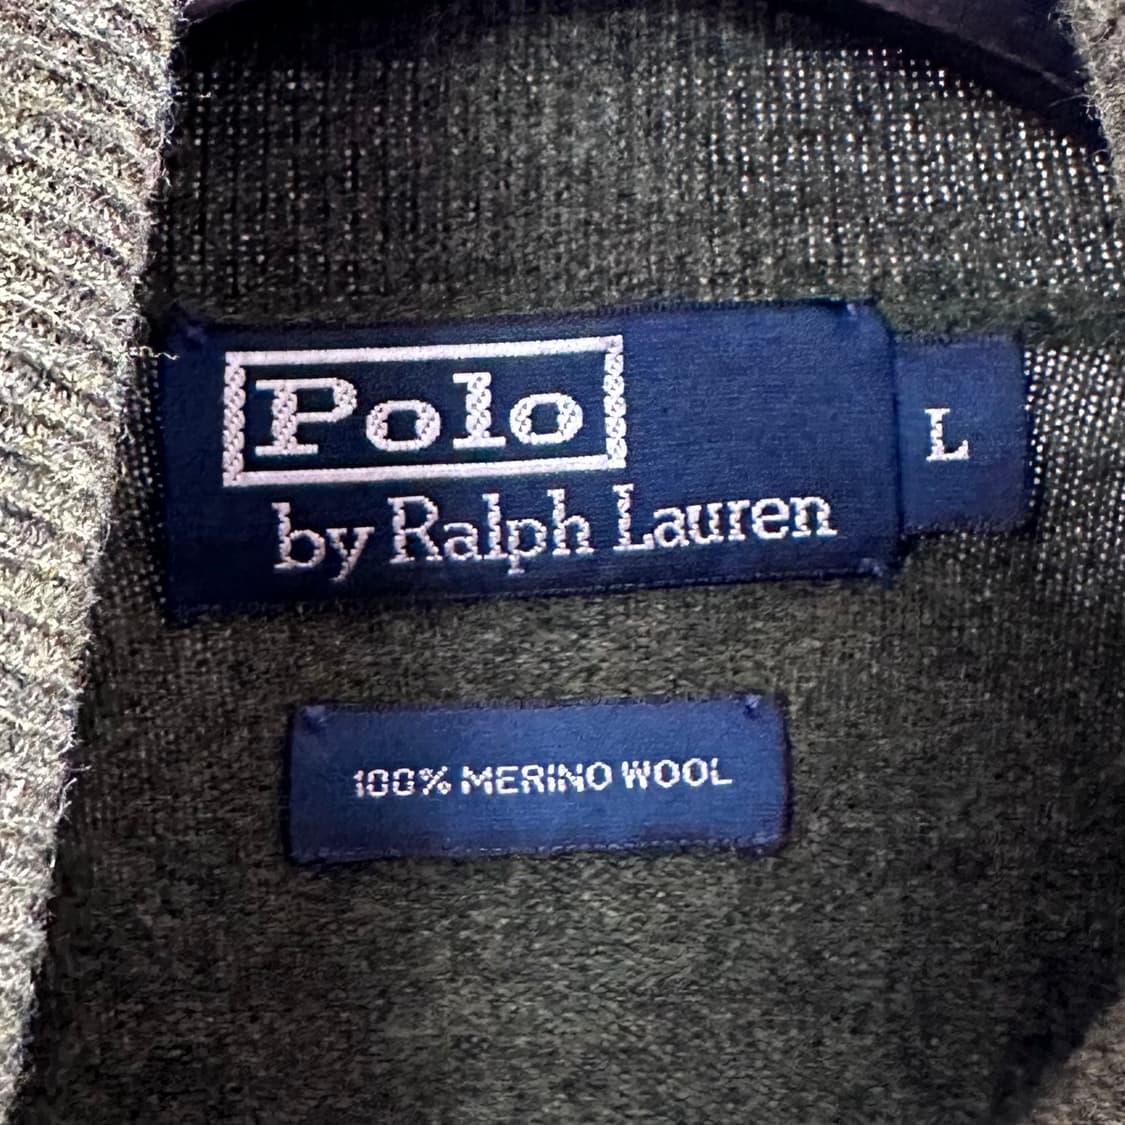 Polo
by Ralph Lauren
L
100% MERINO WOOL